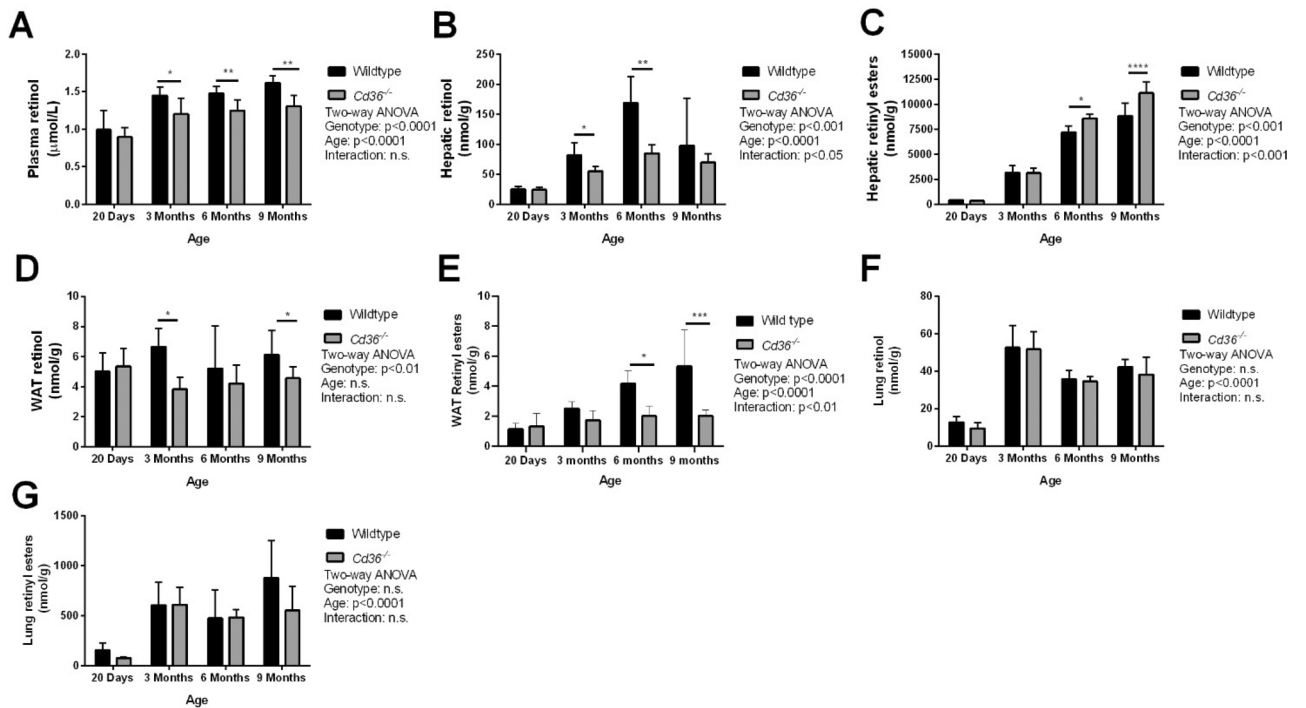 A
Plasma retinol
(μmol/L)
2.0
1.5
1.0
0.5
0.0
*
**
**
20 Days
3 Months
6 Months
9 Months
Age
Wildtype
Cd36-/-
Two-way ANOVA
Genotype: p<0.0001
Age: p<0.0001
Interaction: n.s.
B
Hepatic retinol
(nmol/g)
250
200
150
100
50
0
*
**
20 Days
3 Months
6 Months
9 Months
Age
Wildtype
Cd36-/-
Two-way ANOVA
Genotype: p<0.001
Age: p<0.0001
Interaction: p<0.05
C
Hepatic retinyl esters
(nmol/g)
15000
12500
10000
7500
5000
2500
0
*
****
20 Days
3 Months
6 Months
9 Months
Age
Wildtype
Cd36-/-
Two-way ANOVA
Genotype: p<0.001
Age: p<0.0001
Interaction: p<0.001
D
WAT retinol
(nmol/g)
10
8
6
4
2
0
*
*
20 Days
3 Months
6 Months
9 Months
Age
Wildtype
Cd36-/-
Two-way ANOVA
Genotype: p<0.01
Age: n.s.
Interaction: n.s.
E
WAT Retinyl esters
(nmol/g)
10
8
6
4
2
0
*
***
20 Days
3 months
6 months
9 months
Age
Wild type
Cd36-/-
Two-way ANOVA
Genotype: p<0.0001
Age: p<0.0001
Interaction: p<0.01
F
Lung retinol
(nmol/g)
80
60
40
20
0
20 Days
3 Months
6 Months
9 Months
Age
Wildtype
Cd36-/-
Two-way ANOVA
Genotype: n.s.
Age: p<0.0001
Interaction: n.s.
G
Lung retinyl esters
(nmol/g)
1500
1000
500
0
20 Days
3 Months
6 Months
9 Months
Age
Wildtype
Cd36-/-
Two-way ANOVA
Genotype: n.s.
Age: p<0.0001
Interaction: n.s.